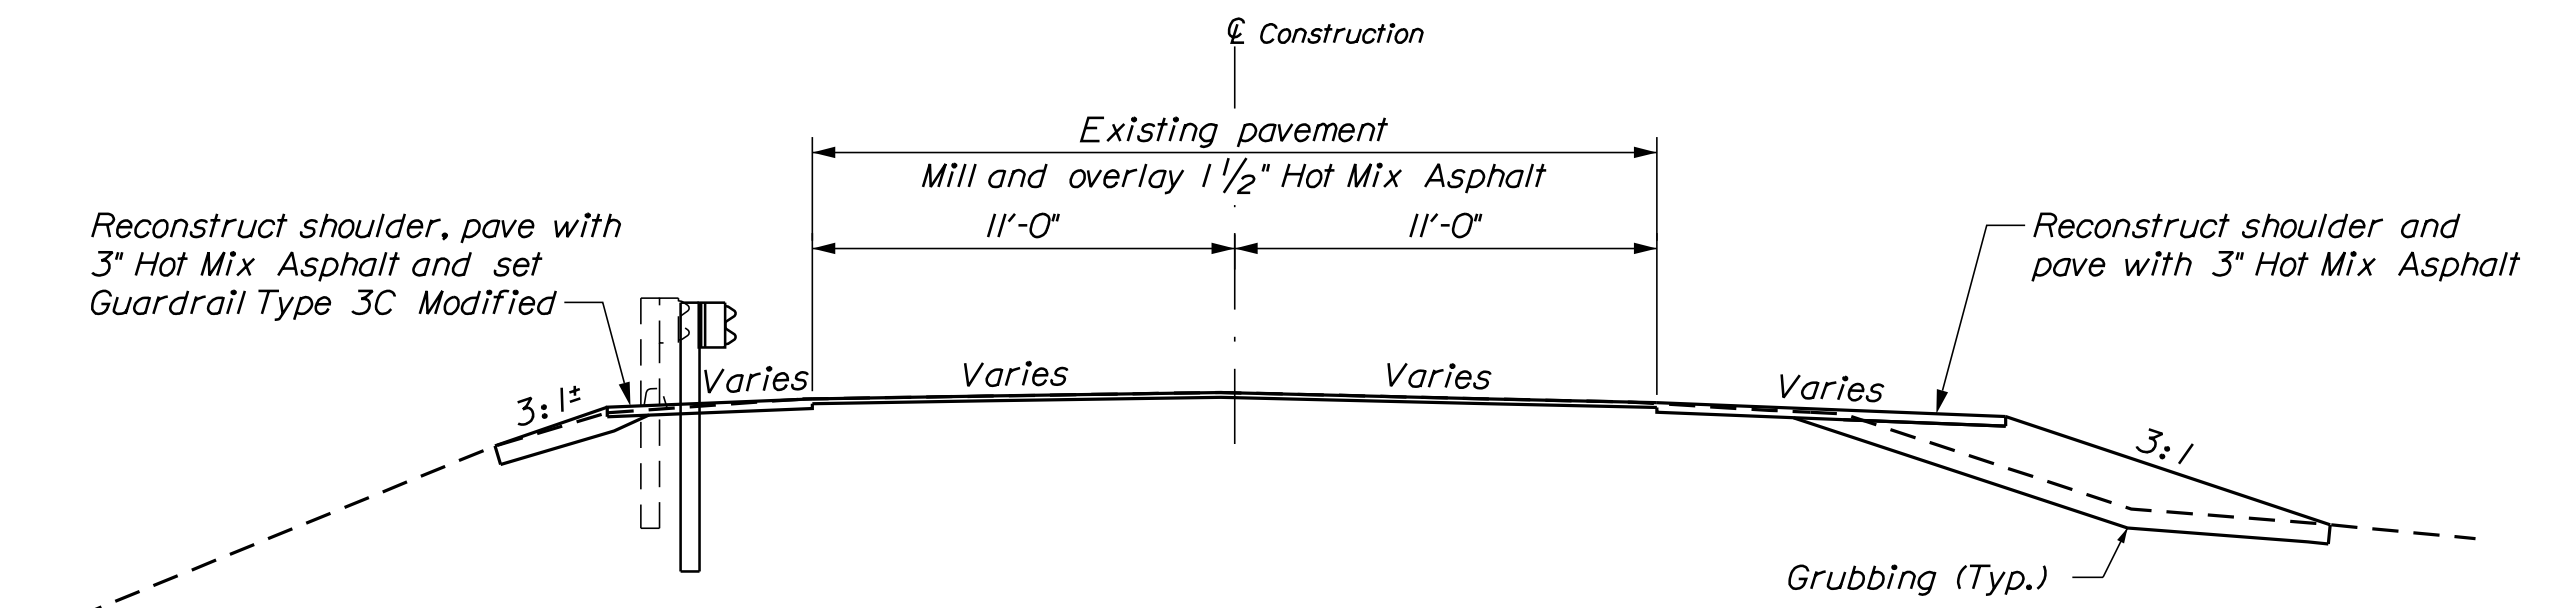 ℄ Construction
Existing pavement
Mill and overlay 1 1/2" Hot Mix Asphalt
11'-0" 11'-0"
Reconstruct shoulder, pave with
3" Hot Mix Asphalt and set
Guardrail Type 3C Modified
Reconstruct shoulder and
pave with 3" Hot Mix Asphalt
3:1± Varies Varies Varies Varies
3:1
Grubbing (Typ.)